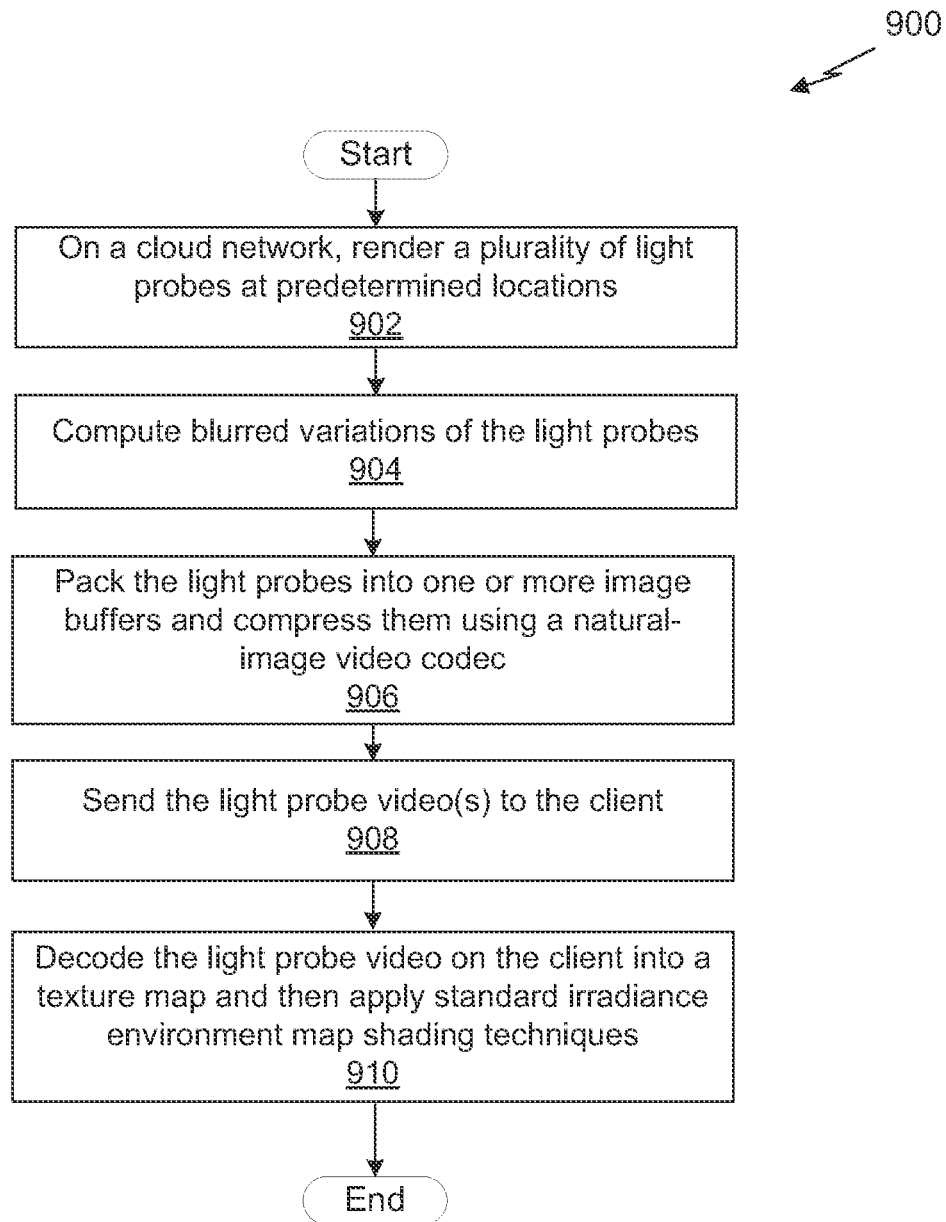 900
Start
On a cloud network, render a plurality of light
probes at predetermined locations
902
Compute blurred variations of the light probes
904
Pack the light probes into one or more image
buffers and compress them using a natural-
image video codec
906
Send the light probe video(s) to the client
908
Decode the light probe video on the client into a
texture map and then apply standard irradiance
environment map shading techniques
910
End